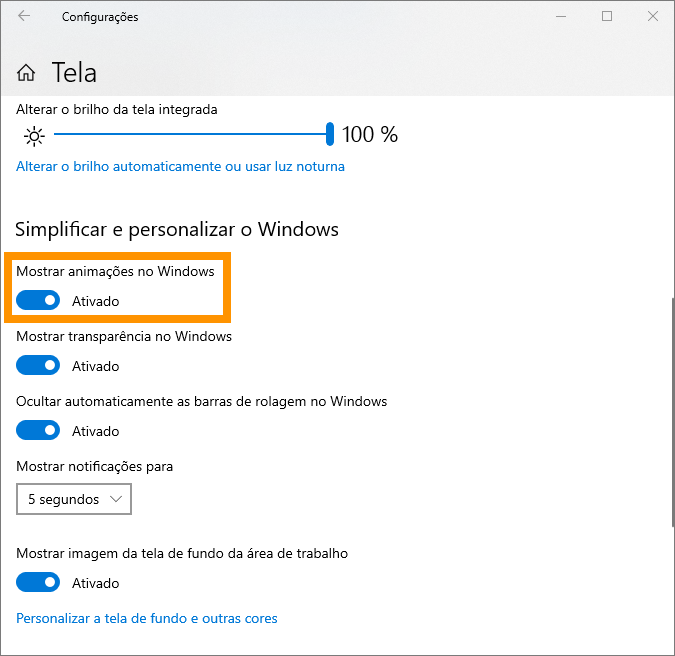 Configurações
Tela
Alterar o brilho da tela integrada
100 %
Alterar o brilho automaticamente ou usar luz noturna
Simplificar e personalizar o Windows
Mostrar animações no Windows
Ativado
Mostrar transparência no Windows
Ativado
Ocultar automaticamente as barras de rolagem no Windows
Ativado
Mostrar notificações para
5 segundos
Mostrar imagem da tela de fundo da área de trabalho
Ativado
Personalizar a tela de fundo e outras cores